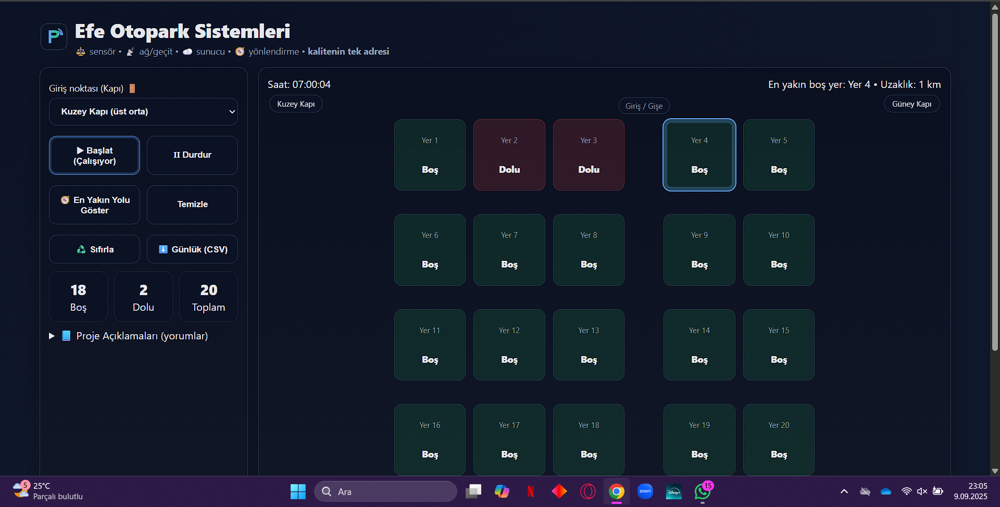 Efe Otopark Sistemleri
sensör • ağ/geçit • sunucu • yönlendirme • kalitenin tek adresi
Giriş noktası (Kapı)
Kuzey Kapı (üst orta)
▶ Başlat
(Çalışıyor)
Durdur
En Yakın Yolu
Göster
Temizle
Sıfırla
Günlük (CSV)
18
Boş
2
Dolu
20
Toplam
▶ Proje Açıklamaları (yorumlar)
Saat: 07:00:04
En yakın boş yer: Yer 4 • Uzaklık: 1 km
Kuzey Kapı
Giriş / Gişe
Güney Kapı
Yer 1
Boş
Yer 2
Dolu
Yer 3
Dolu
Yer 4
Boş
Yer 5
Boş
Yer 6
Boş
Yer 7
Boş
Yer 8
Boş
Yer 9
Boş
Yer 10
Boş
Yer 11
Boş
Yer 12
Boş
Yer 13
Boş
Yer 14
Boş
Yer 15
Boş
Yer 16
Boş
Yer 17
Boş
Yer 18
Boş
Yer 19
Boş
Yer 20
Boş
5
25°C
Parçalı bulutlu
Ara
zoom
Disney+
15
23:05
9.09.2025